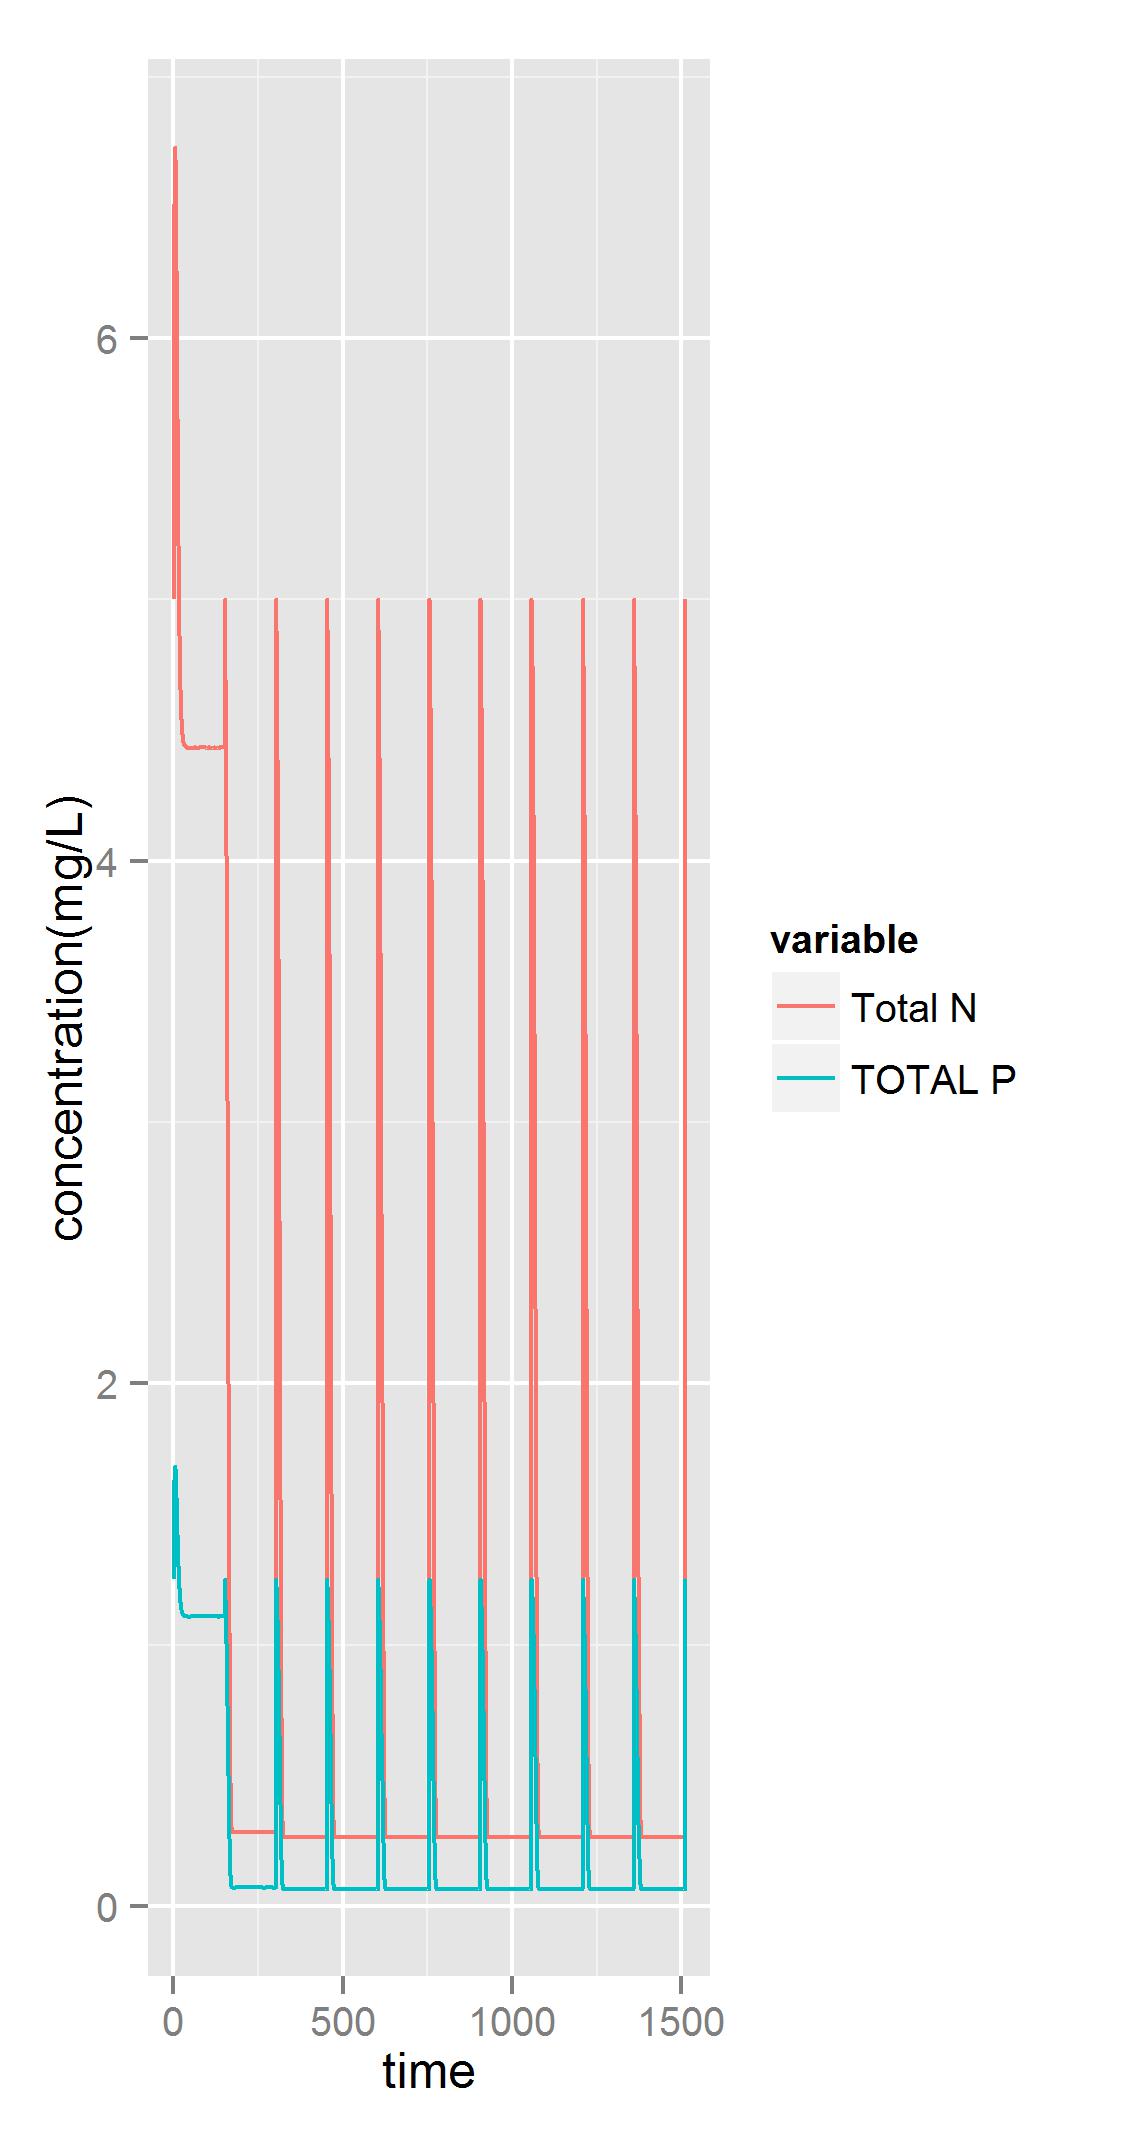 6
4
2
0
concentration(mg/L)
0 500 1000 1500
time
variable
Total N
TOTAL P